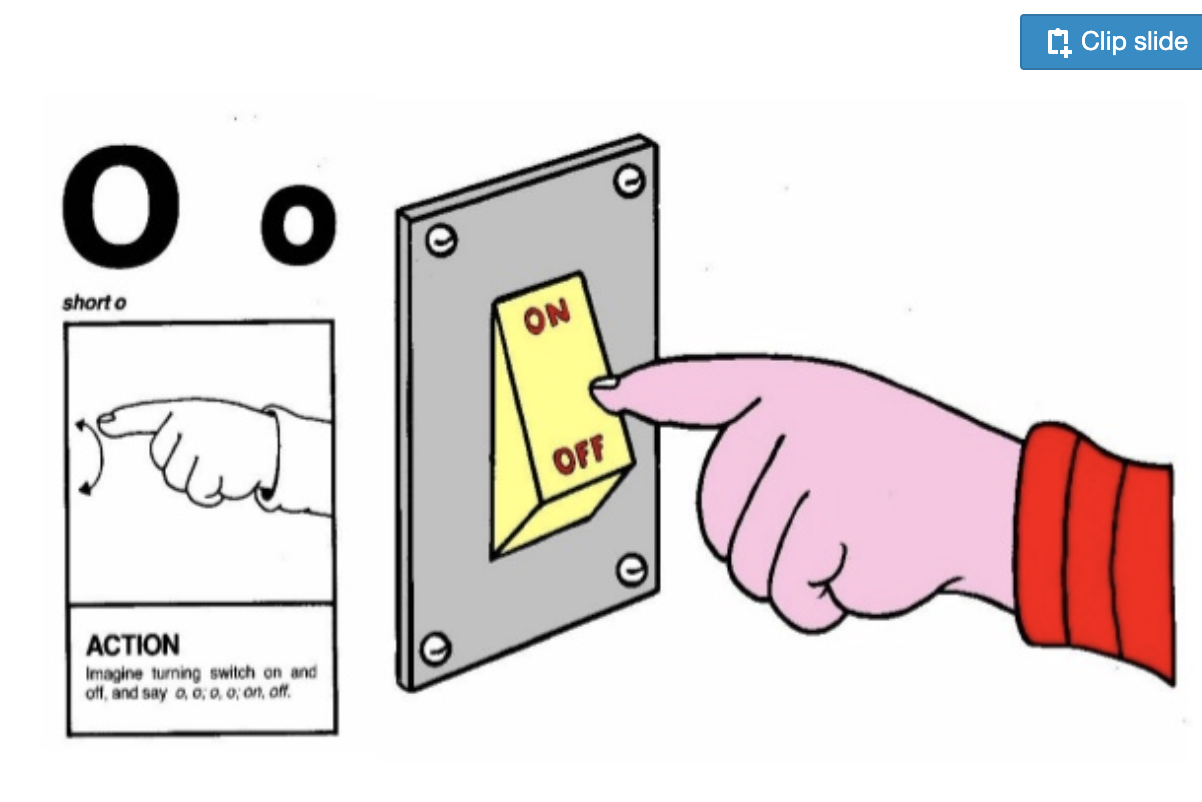 Clip slide
O o
short o
ON
OFF
ACTION
Imagine turning switch on and
off, and say o, o; o, o; on, off.